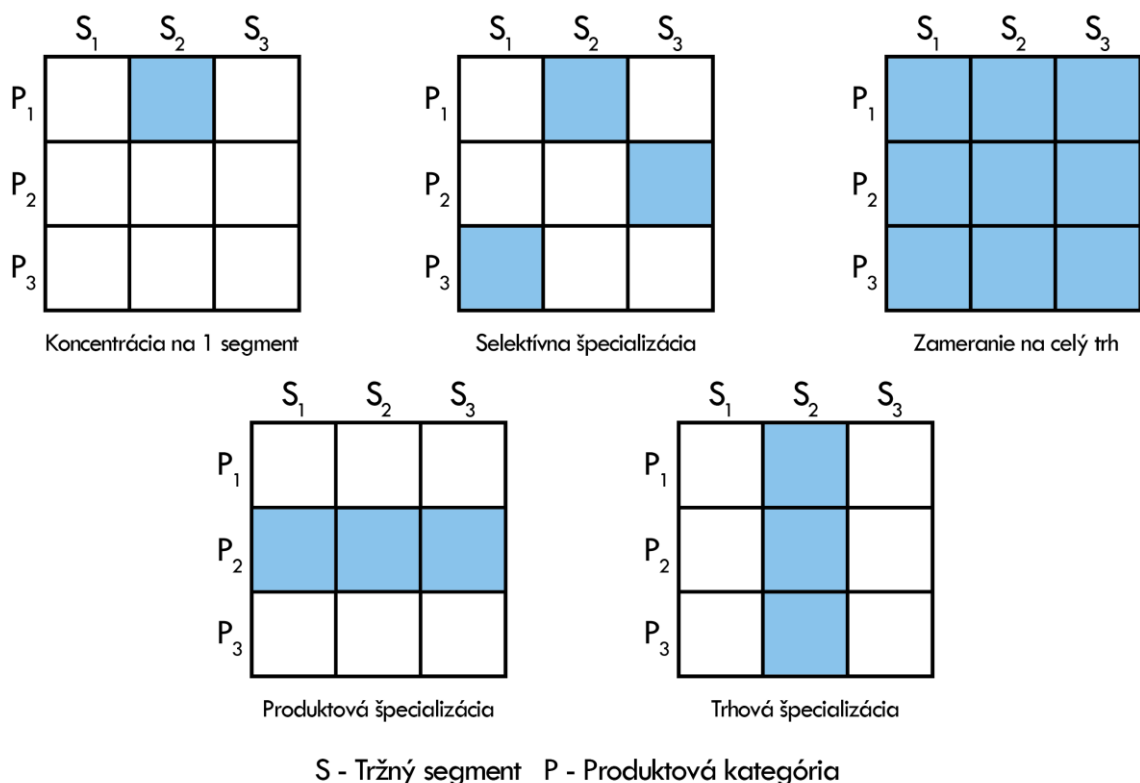 S₁ S₂ S₃ S₁ S₂ S₃ S₁ S₂ S₃
P₁ P₁ P₁
P₂ P₂ P₂
P₃ P₃ P₃
Koncentrácia na 1 segment Selektívna špecializácia Zameranie na celý trh
S₁ S₂ S₃ S₁ S₂ S₃
P₁ P₁
P₂ P₂
P₃ P₃
Produktová špecializácia Trhová špecializácia
S - Tržný segment P - Produktová kategória